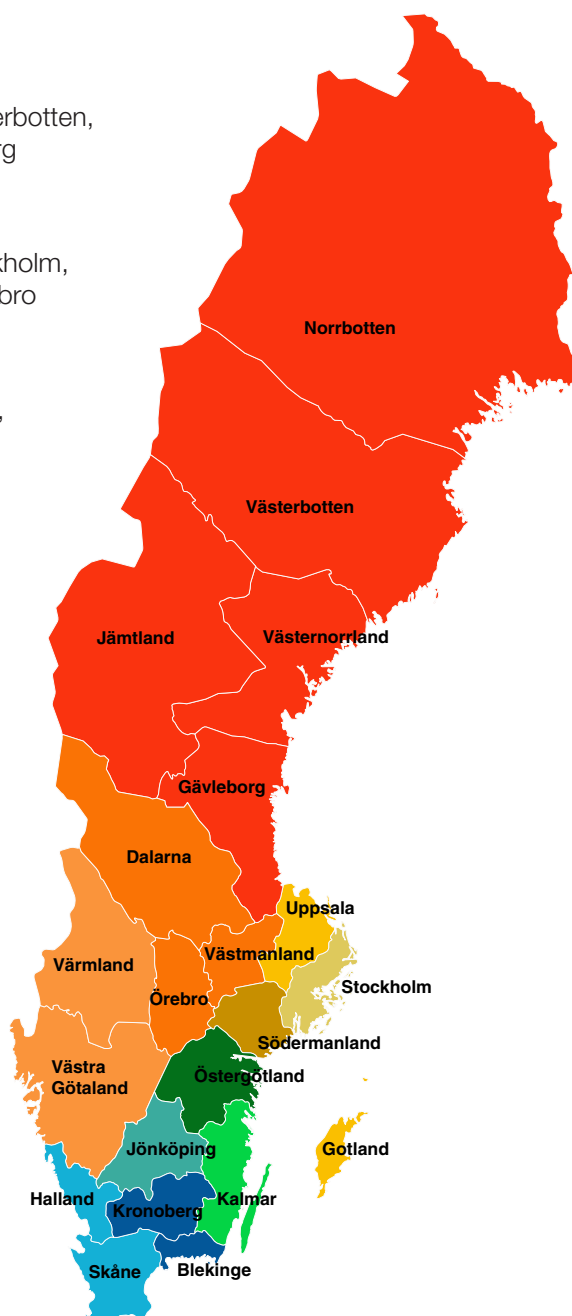 erbotten,
rg
kholm,
bro
,
Norrbotten
Västerbotten
Jämtland
Västernorrland
Gävleborg
Dalarna
Uppsala
Västmanland
Värmland
Stockholm
Örebro
Södermanland
Västra
Götaland
Östergötland
Jönköping
Gotland
Halland
Kalmar
Kronoberg
Skåne
Blekinge